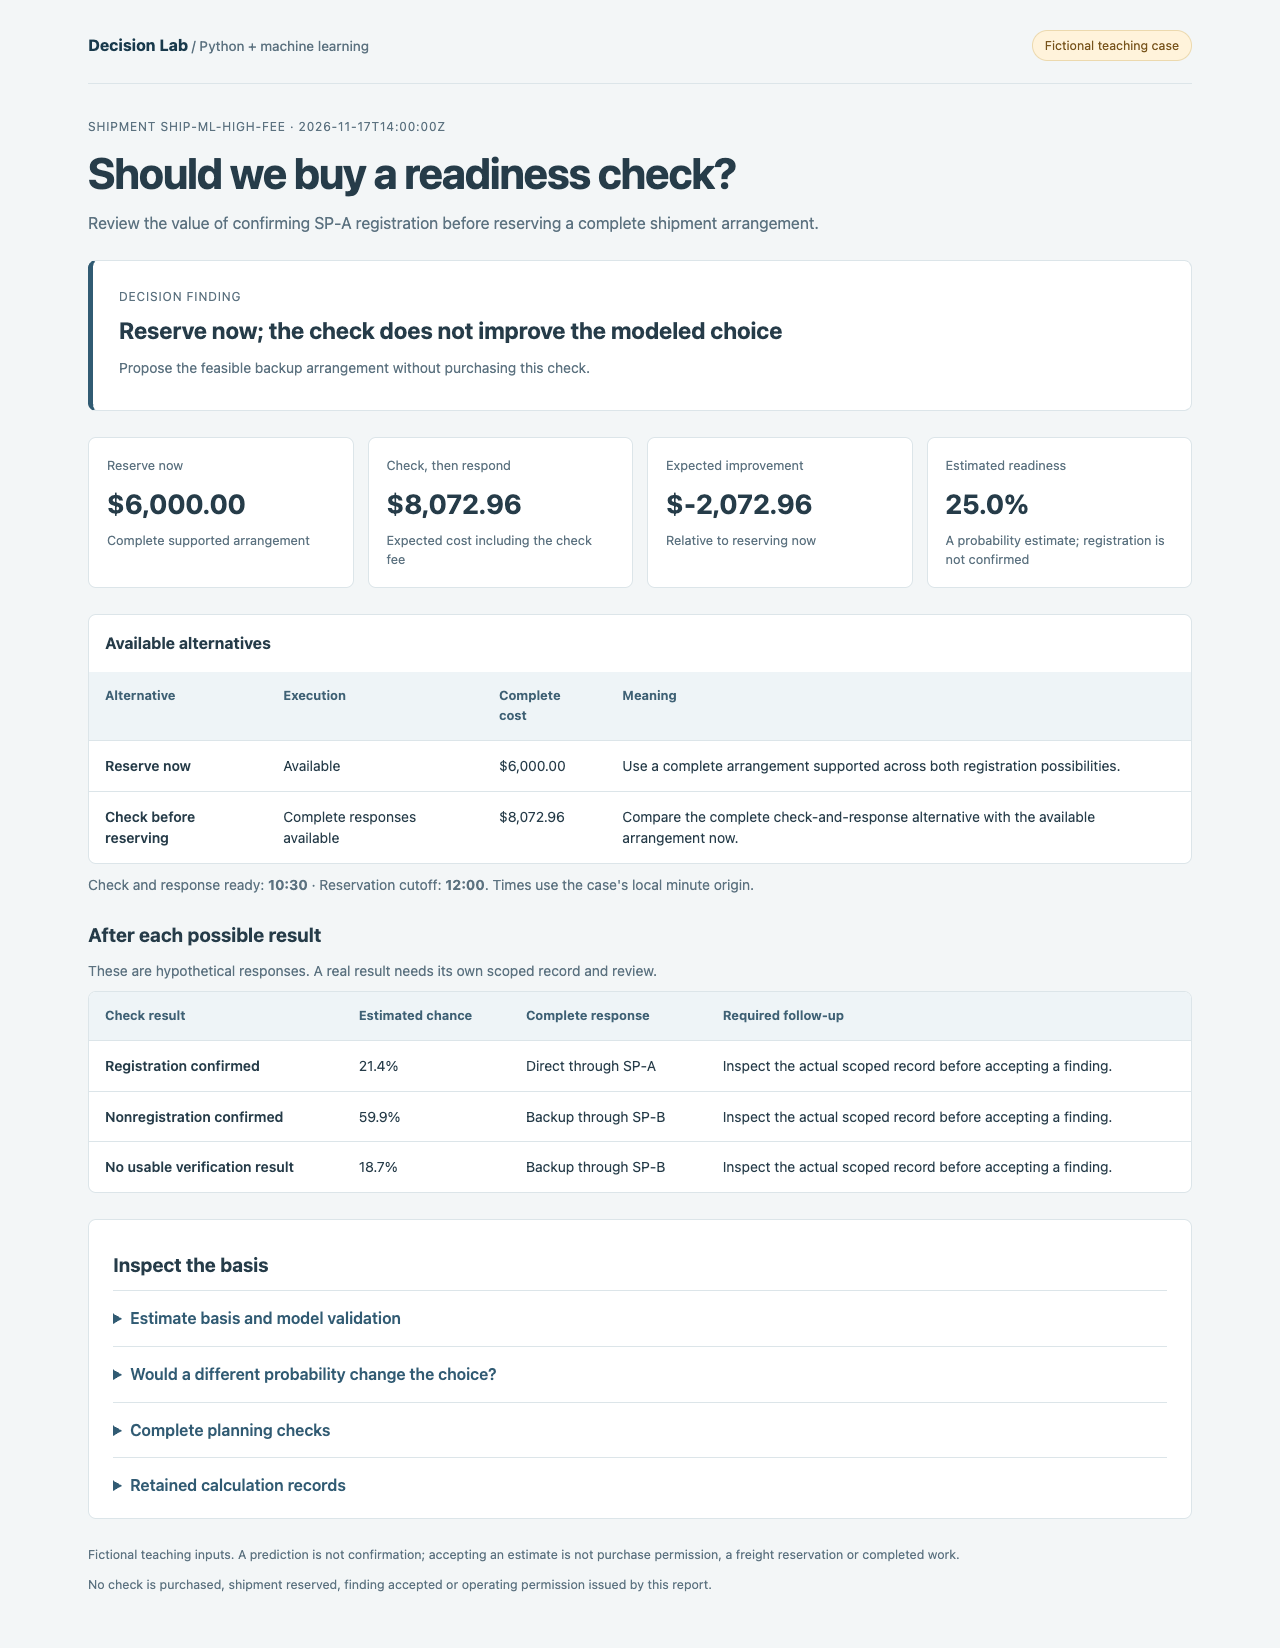 Decision Lab / Python + machine learning
Fictional teaching case
SHIPMENT SHIP-ML-HIGH-FEE · 2026-11-17T14:00:00Z
Should we buy a readiness check?
Review the value of confirming SP-A registration before reserving a complete shipment arrangement.
DECISION FINDING
Reserve now; the check does not improve the modeled choice
Propose the feasible backup arrangement without purchasing this check.
Reserve now
$6,000.00
Complete supported arrangement
Check, then respond
$8,072.96
Expected cost including the check
fee
Expected improvement
$-2,072.96
Relative to reserving now
Estimated readiness
25.0%
A probability estimate; registration is
not confirmed
Available alternatives
Alternative Execution Complete
cost Meaning
Reserve now Available $6,000.00 Use a complete arrangement supported across both registration possibilities.
Check before
reserving Complete responses
available $8,072.96 Compare the complete check-and-response alternative with the available
arrangement now.
Check and response ready: 10:30 · Reservation cutoff: 12:00. Times use the case's local minute origin.
After each possible result
These are hypothetical responses. A real result needs its own scoped record and review.
Check result Estimated chance Complete response Required follow-up
Registration confirmed 21.4% Direct through SP-A Inspect the actual scoped record before accepting a finding.
Nonregistration confirmed 59.9% Backup through SP-B Inspect the actual scoped record before accepting a finding.
No usable verification result 18.7% Backup through SP-B Inspect the actual scoped record before accepting a finding.
Inspect the basis
Estimate basis and model validation
Would a different probability change the choice?
Complete planning checks
Retained calculation records
Fictional teaching inputs. A prediction is not confirmation; accepting an estimate is not purchase permission, a freight reservation or completed work.
No check is purchased, shipment reserved, finding accepted or operating permission issued by this report.